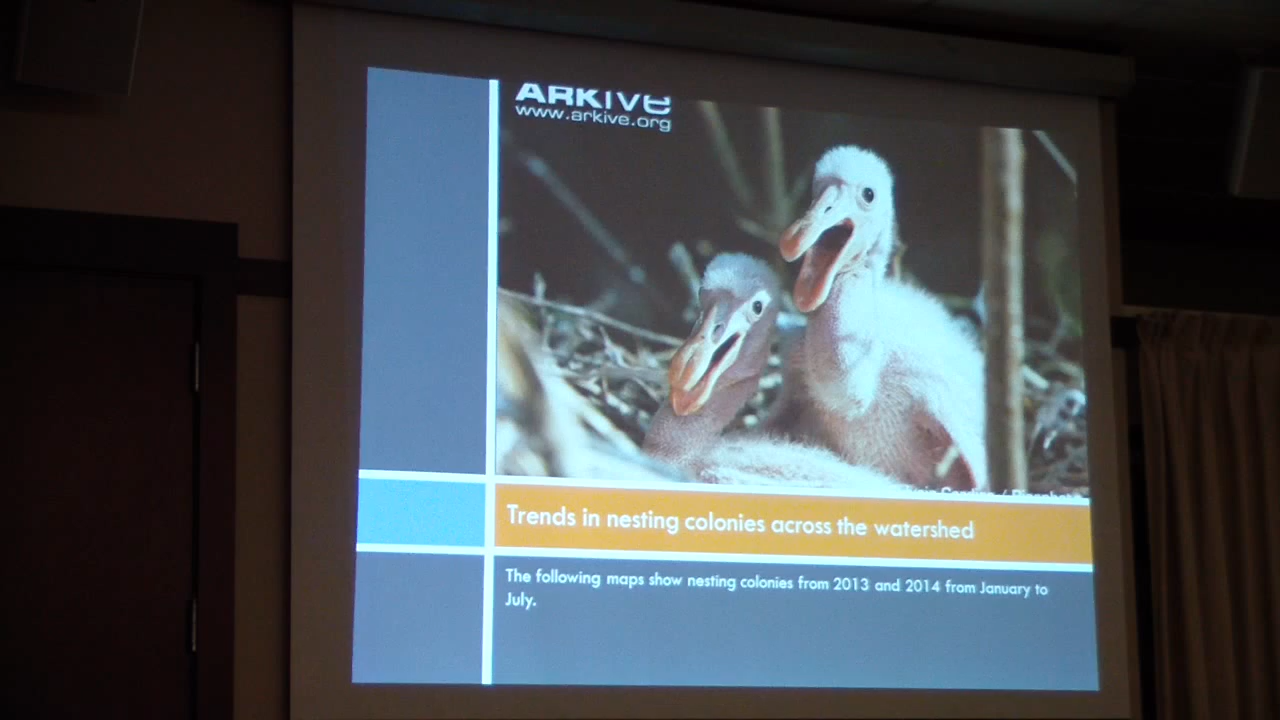 ARKive
www.arkive.org
Trends in nesting colonies across the watershed
The following maps show nesting colonies from 2013 and 2014 from January to
July.